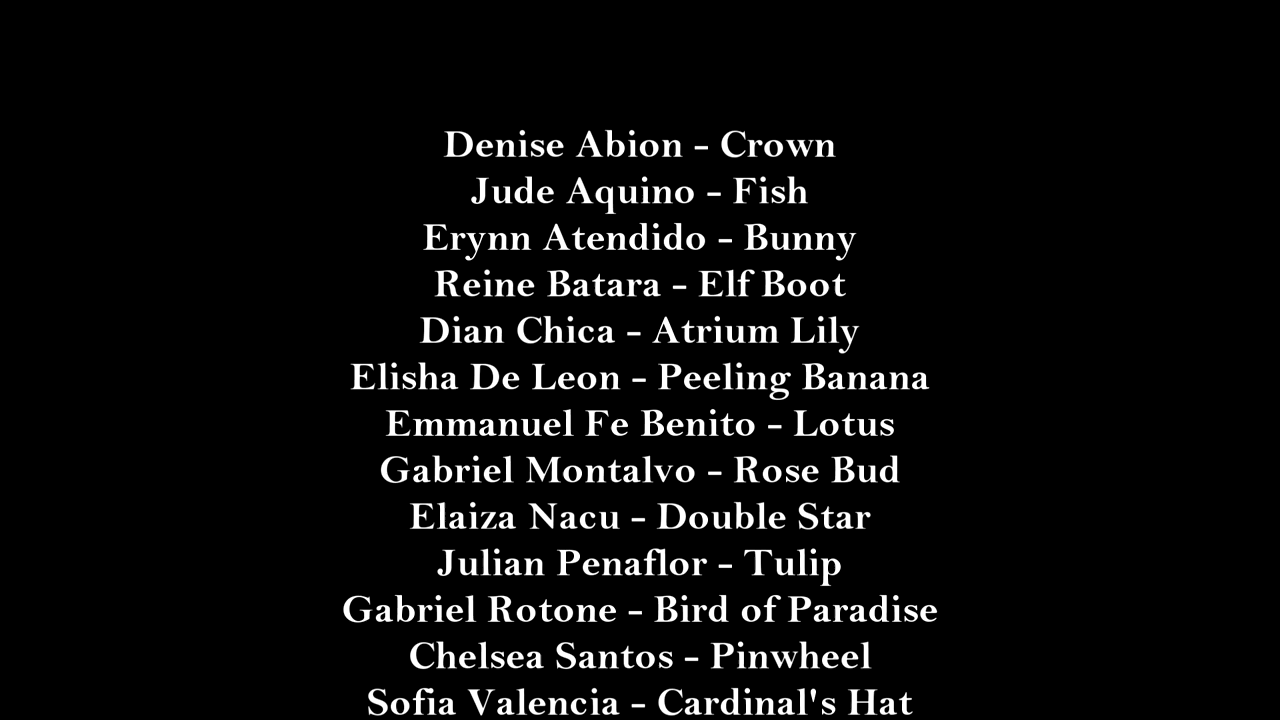 Denise Abion - Crown
Jude Aquino - Fish
Erynn Atendido - Bunny
Reine Batara - Elf Boot
Dian Chica - Atrium Lily
Elisha De Leon - Peeling Banana
Emmanuel Fe Benito - Lotus
Gabriel Montalvo - Rose Bud
Elaiza Nacu - Double Star
Julian Penaflor - Tulip
Gabriel Rotone - Bird of Paradise
Chelsea Santos - Pinwheel
Sofia Valencia - Cardinal's Hat